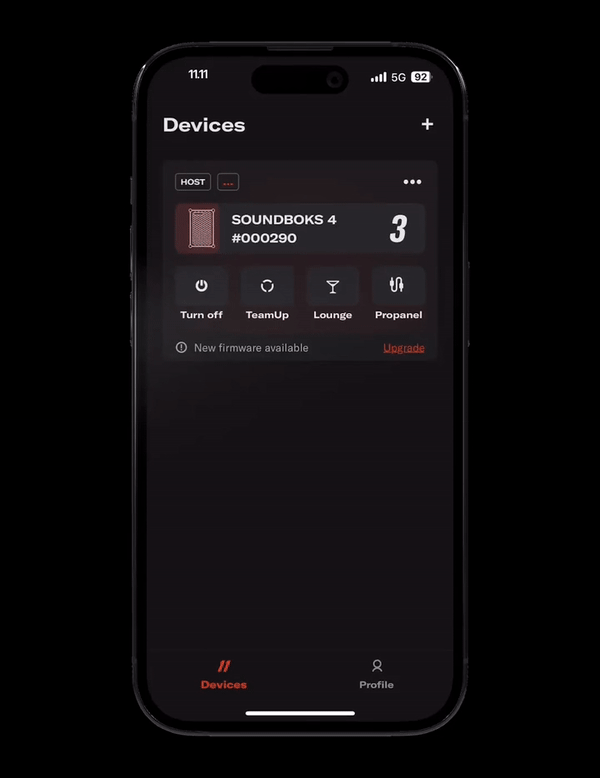 11.11
5G 92
Devices
+
HOST ...
SOUNDBOKS 4
#000290
3
Turn off TeamUp Lounge Propanel
New firmware available Upgrade
Devices Profile